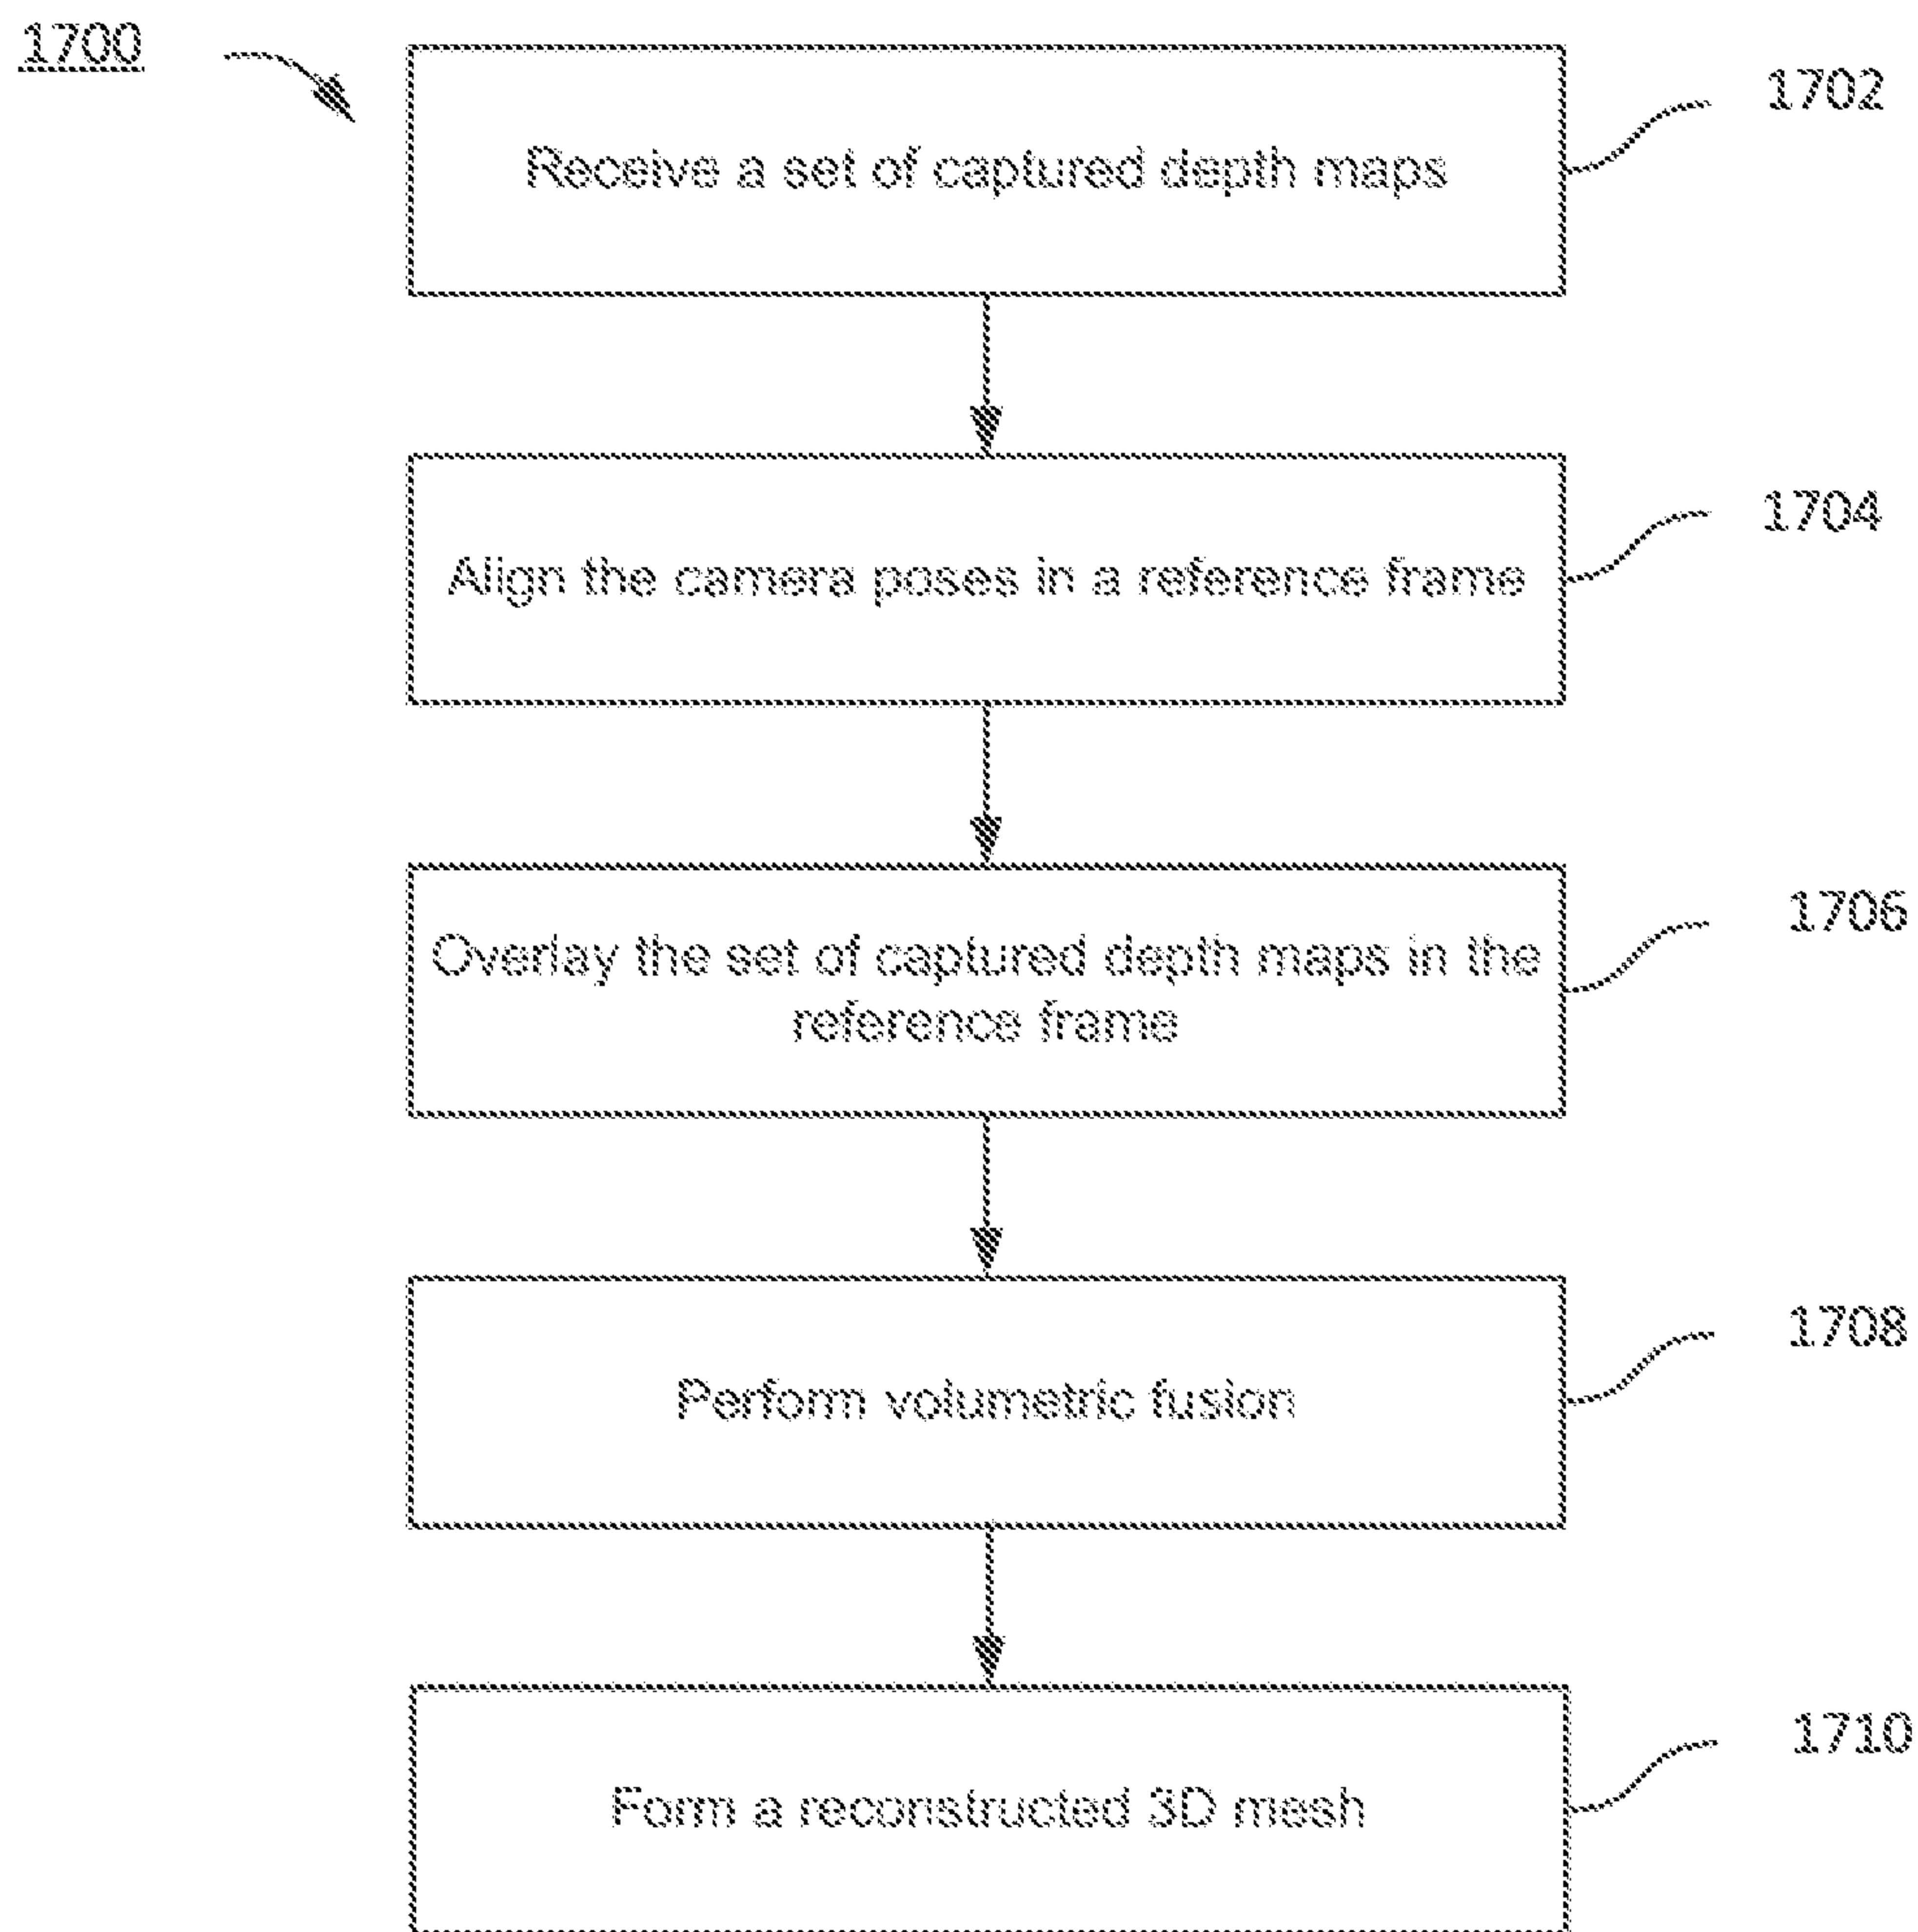 1700
1702
Receive a set of captured depth maps
1704
Align the camera poses in a reference frame
1706
Overlay the set of captured depth maps in the
reference frame
1708
Perform volumetric fusion
1710
Form a reconstructed 3D mesh